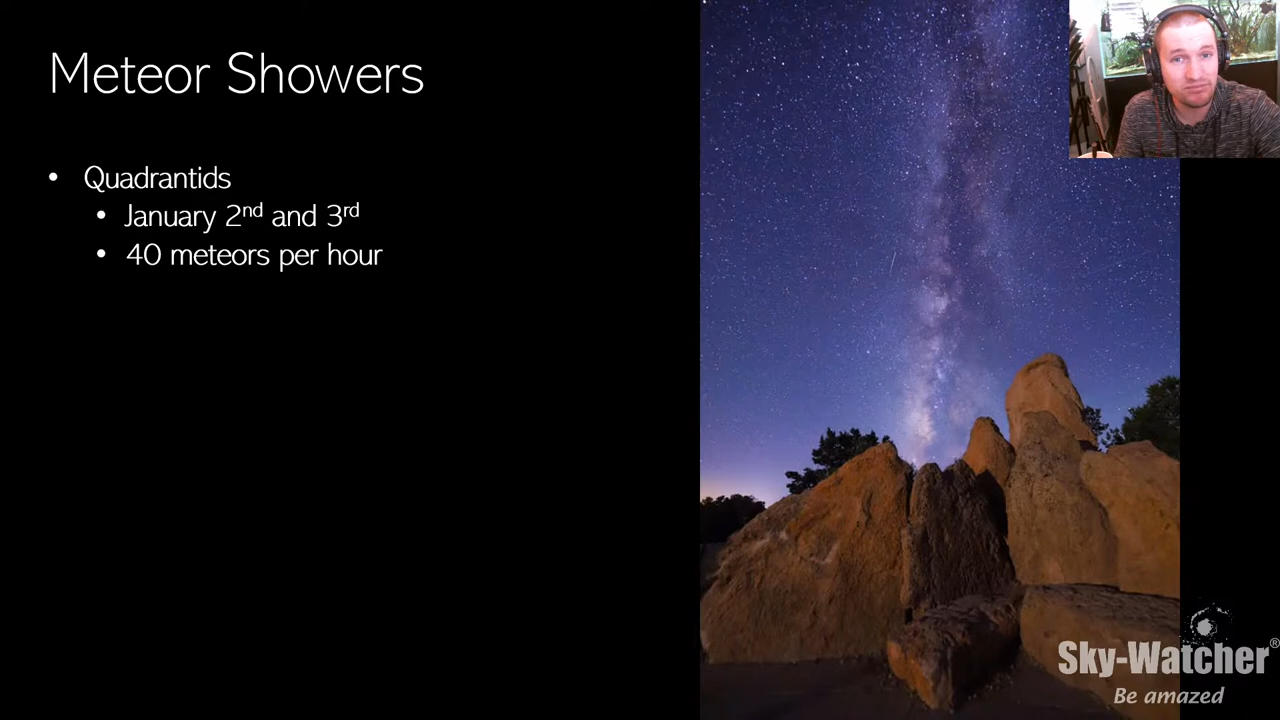 Meteor Showers
• Quadrantids
• January 2nd and 3rd
• 40 meteors per hour
Sky-Watcher®
Be amazed